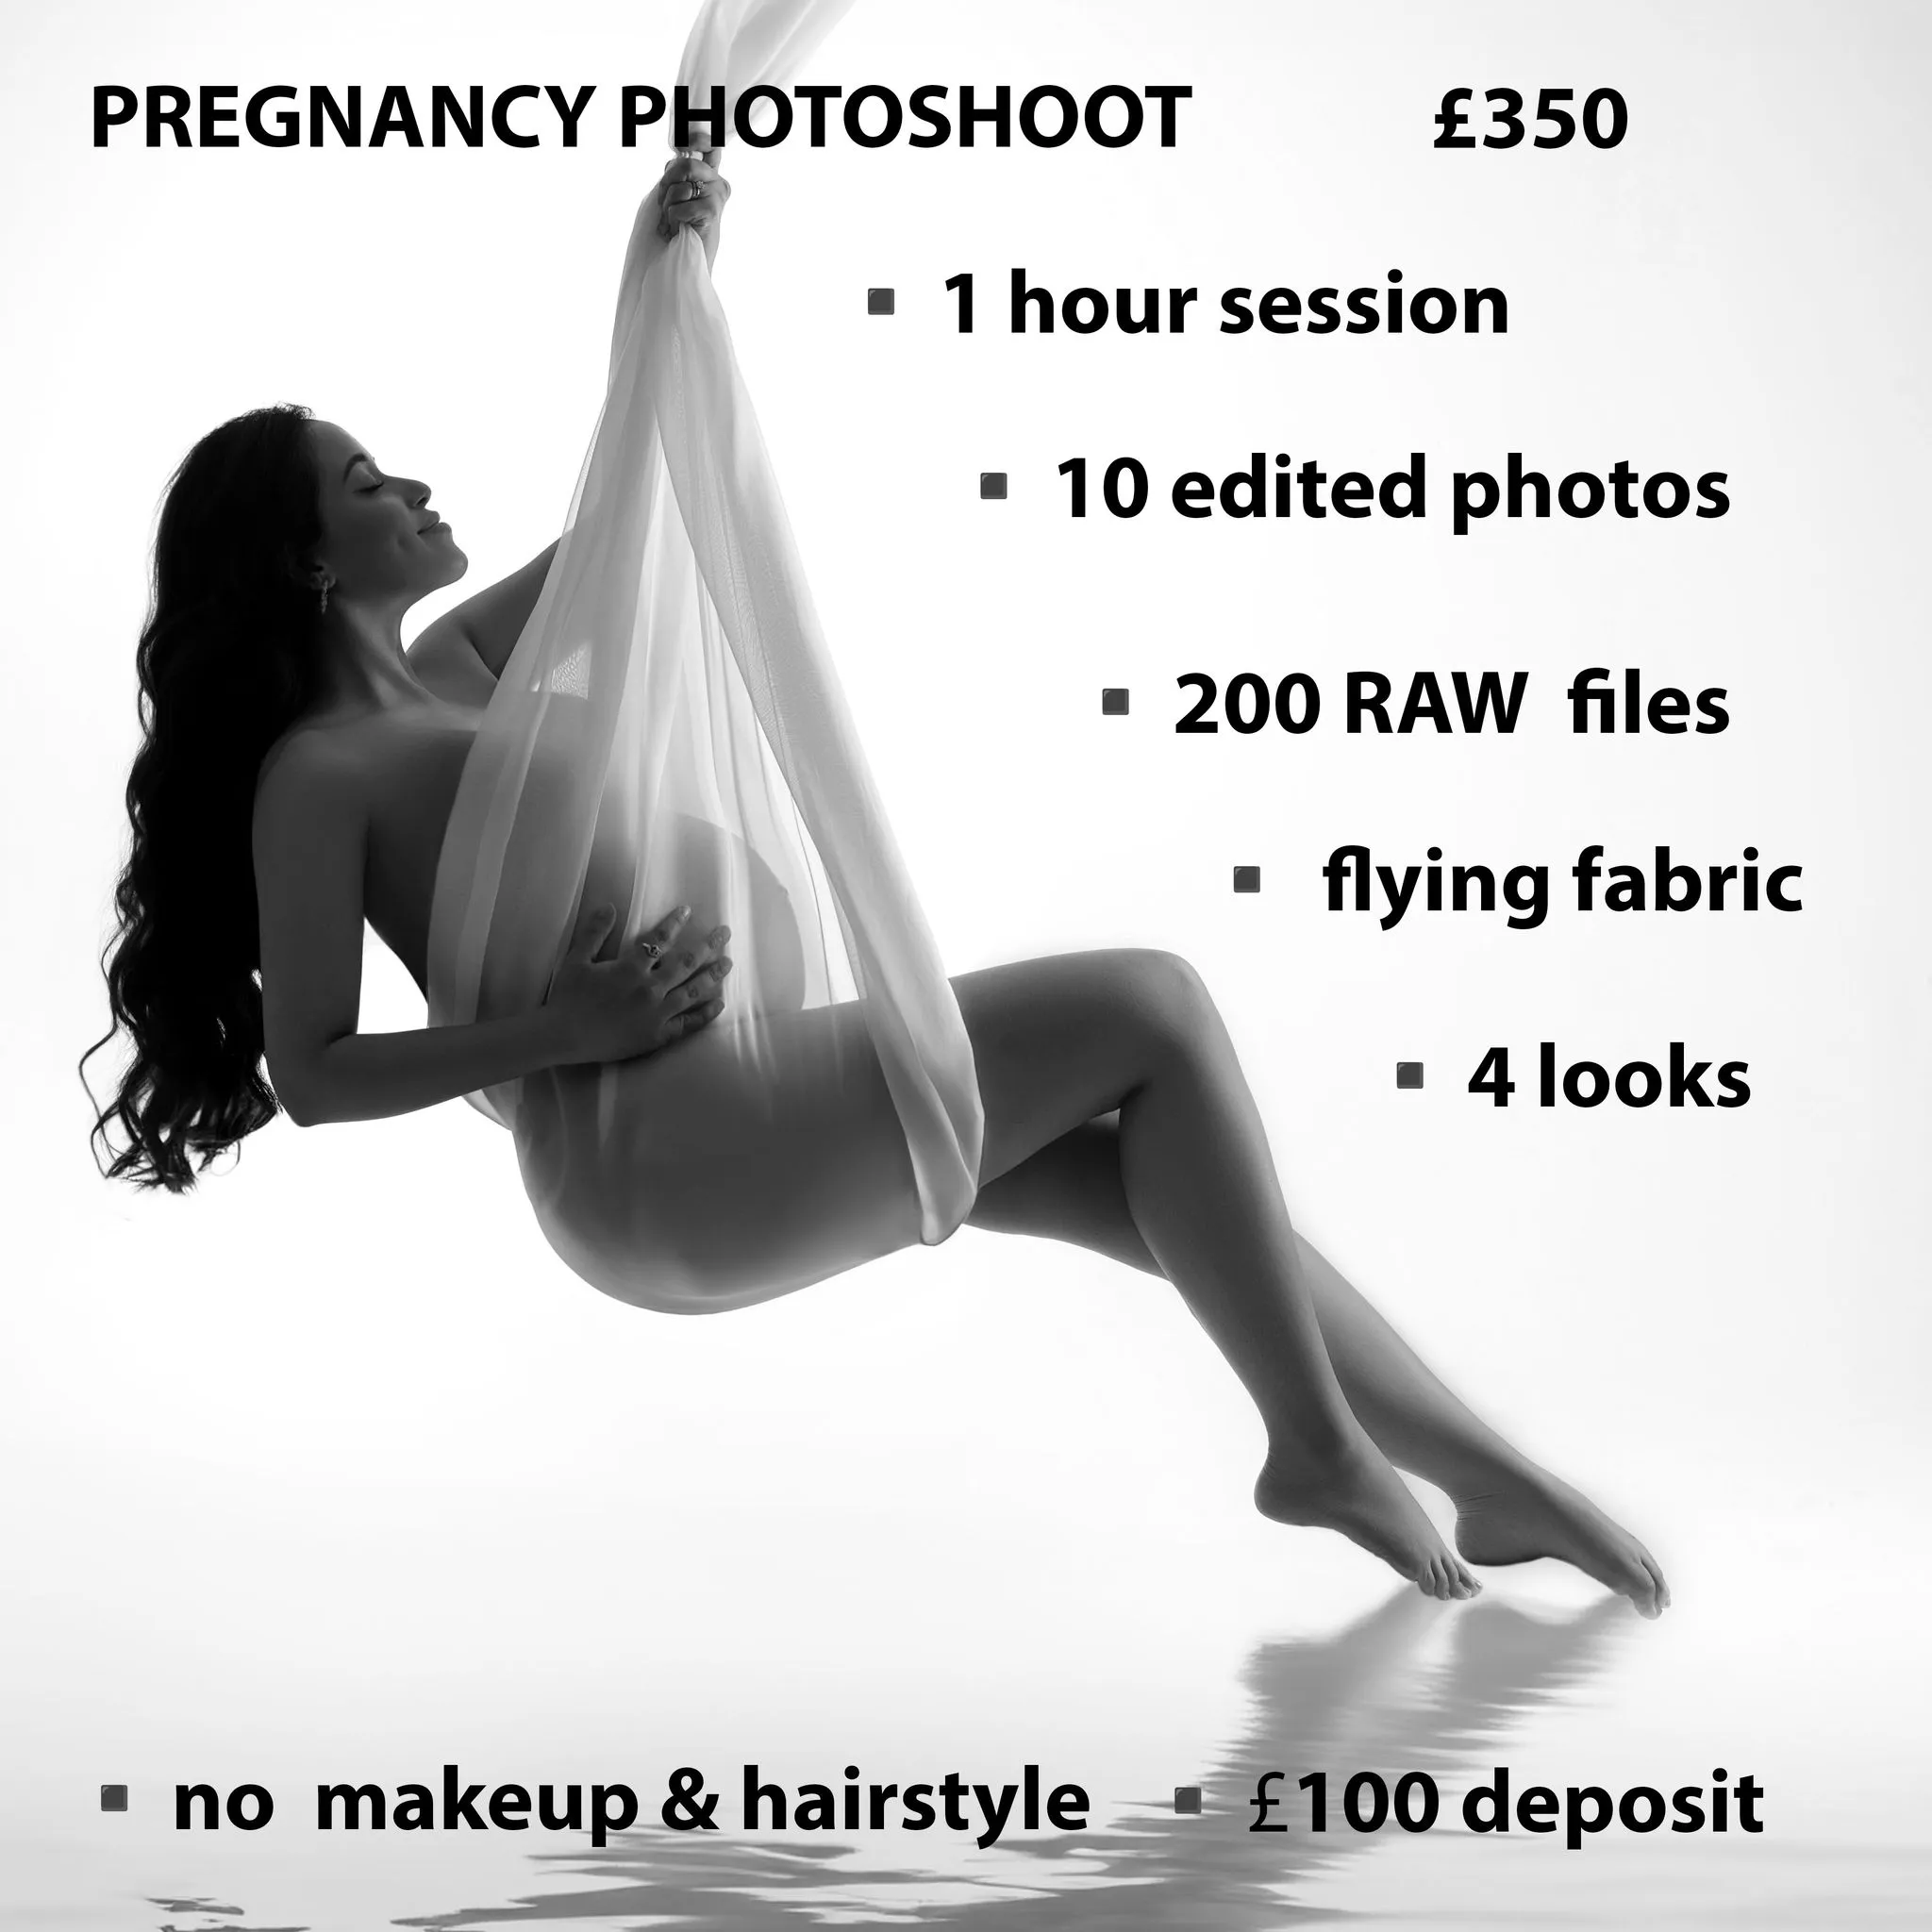 PREGNANCY PHOTOSHOOT £350
▪ 1 hour session
▪ 10 edited photos
▪ 200 RAW files
▪ flying fabric
▪ 4 looks
▪ no makeup & hairstyle ▪ £100 deposit